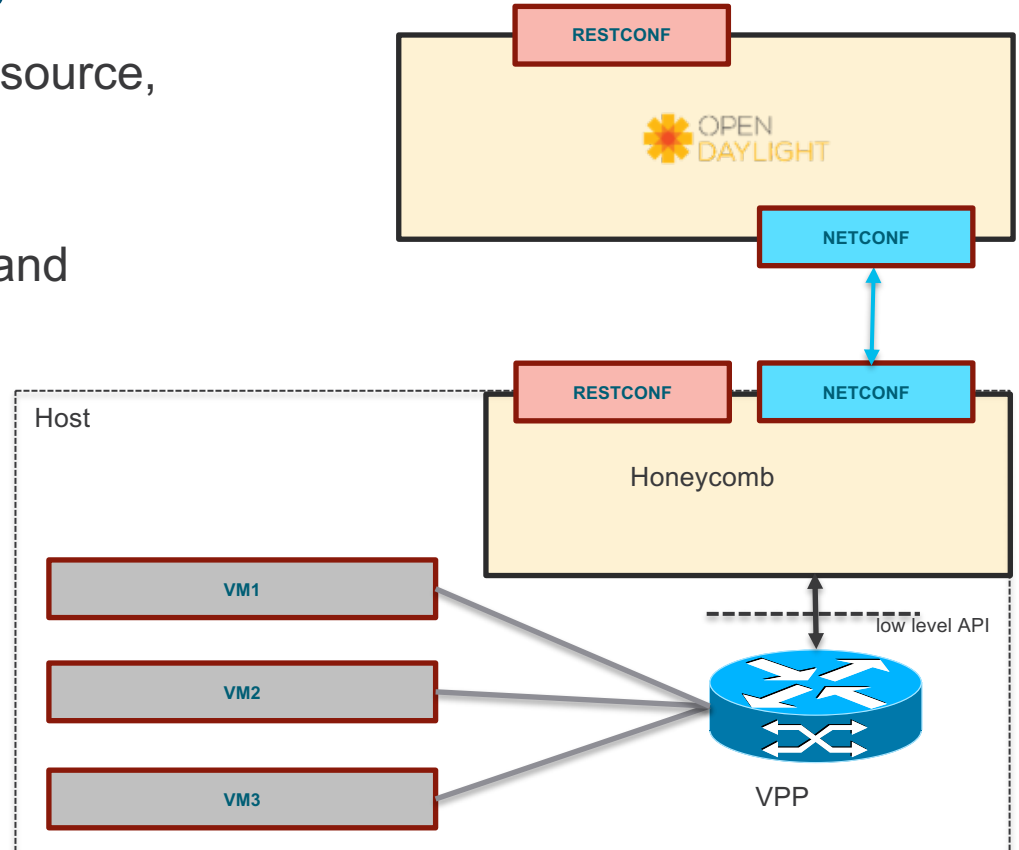 RESTCONF
source,
OPEN
DAYLIGHT
NETCONF
and
RESTCONF
NETCONF
Host
Honeycomb
VM1
low level API
VM2
VPP
VM3